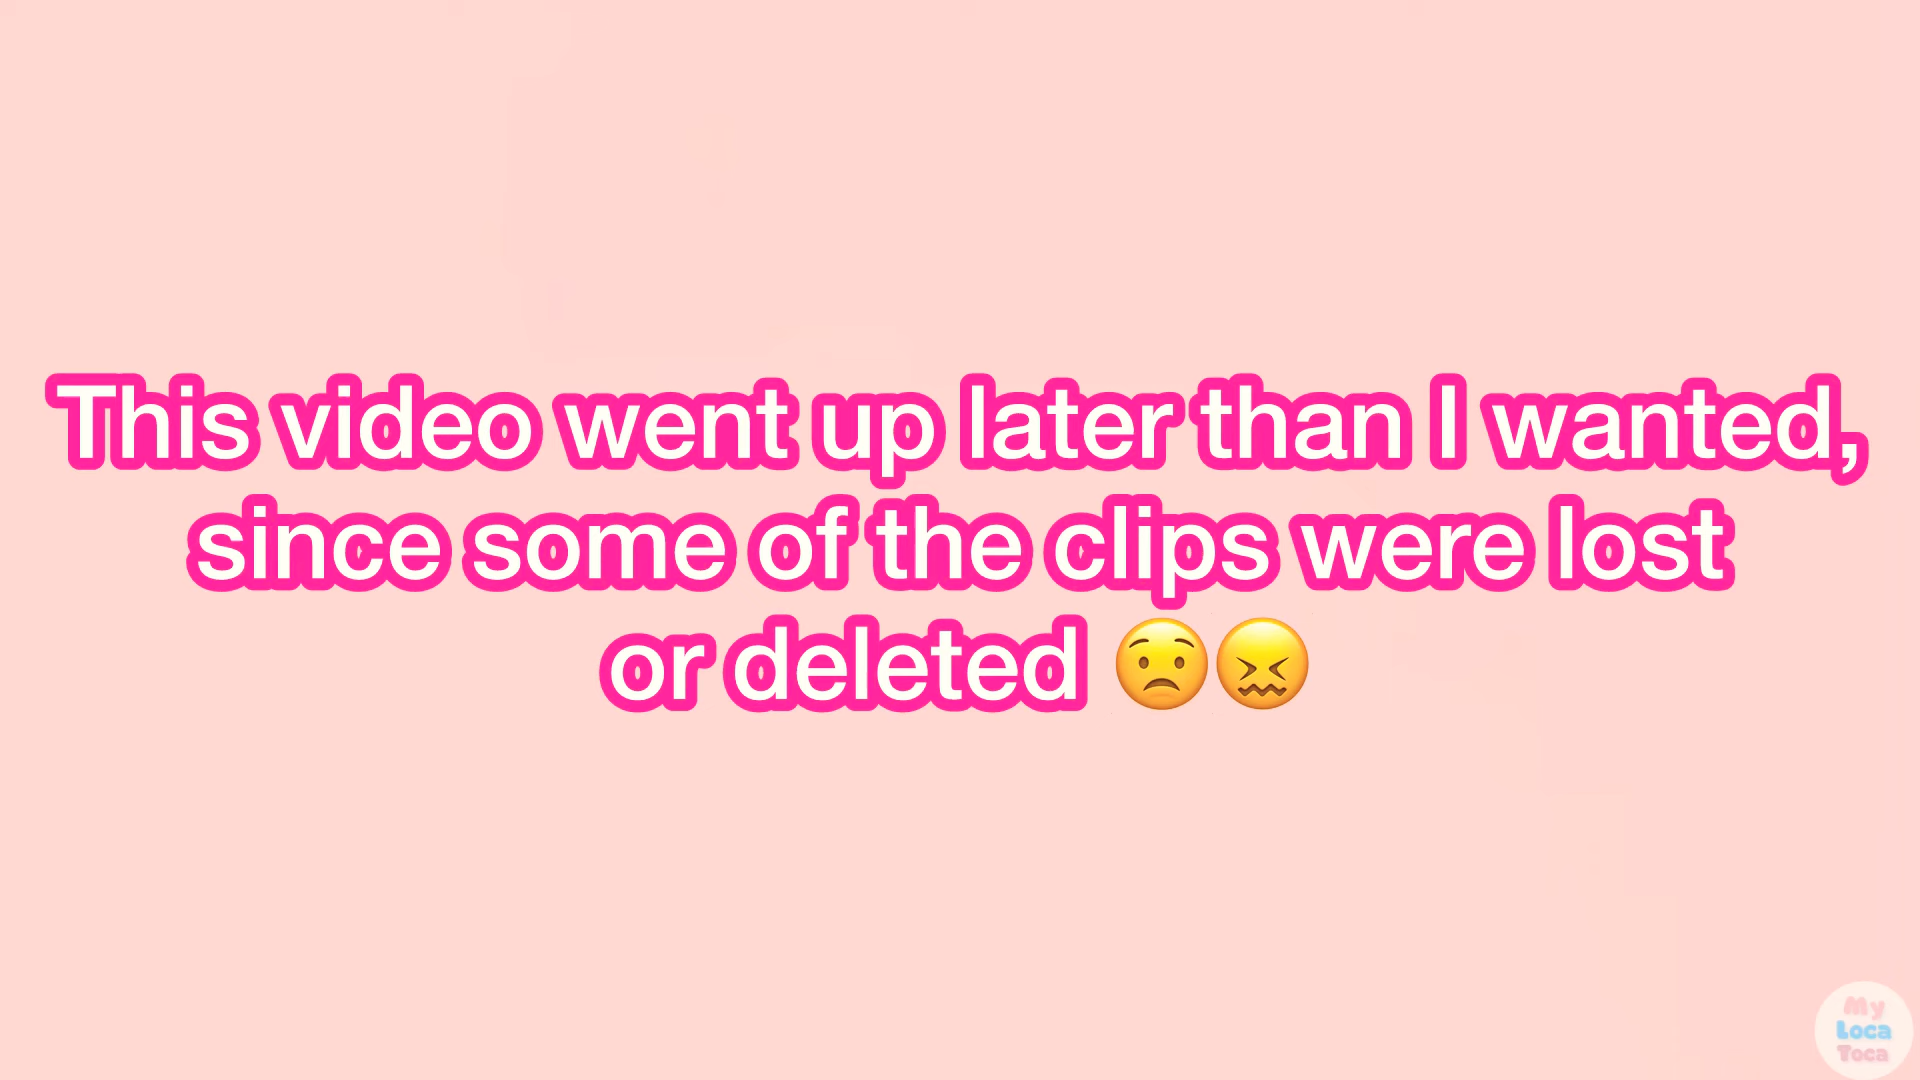 This video went up later than I wanted,
since some of the clips were lost
or deleted 😟😖
My
Loca
Toca